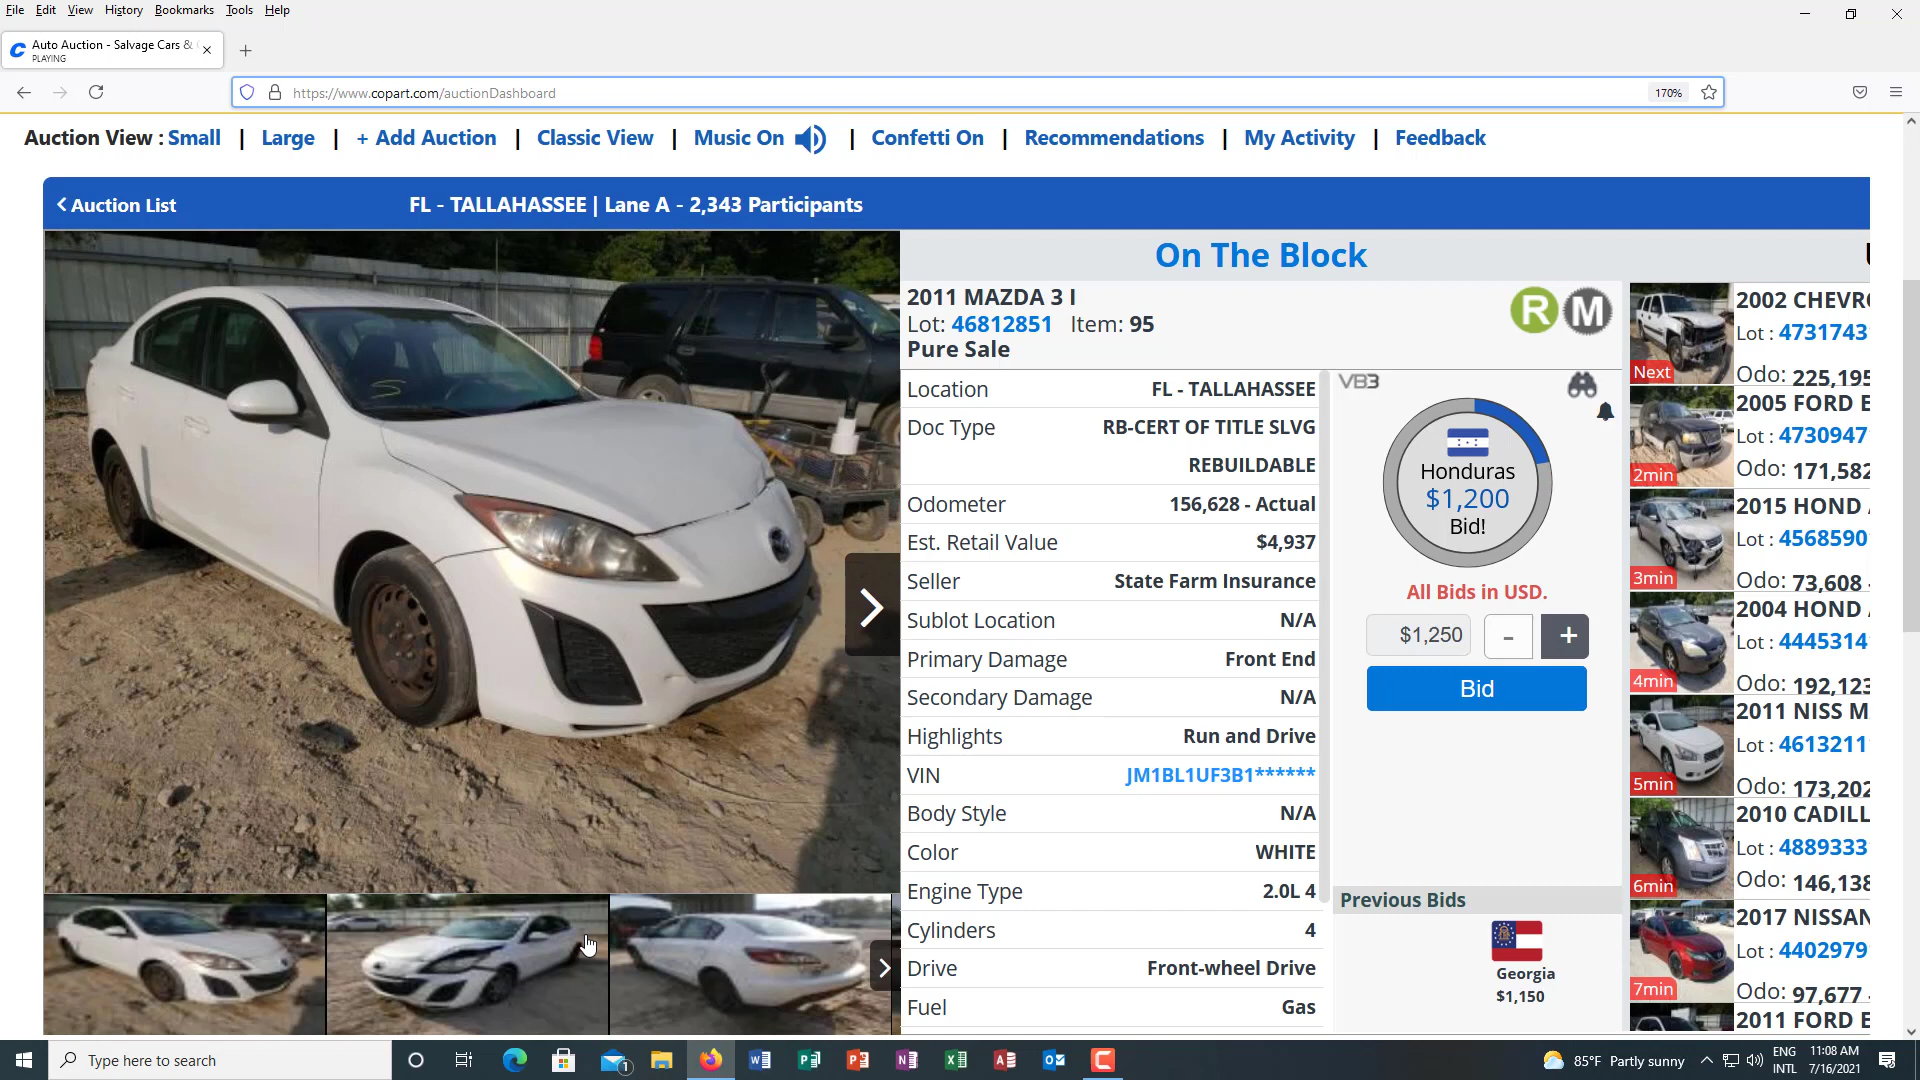 File Edit View History Bookmarks Tools Help
Auto Auction - Salvage Cars &
PLAYING
https://www.copart.com/auctionDashboard
170%
Auction View : Small | Large | + Add Auction | Classic View | Music On | Confetti On | Recommendations | My Activity | Feedback
Auction List
FL - TALLAHASSEE | Lane A - 2,343 Participants
On The Block
2011 MAZDA 3 I
Lot: 46812851 Item: 95
Pure Sale
R M
Location FL - TALLAHASSEE
Doc Type RB-CERT OF TITLE SLVG
REBUILDABLE
Odometer 156,628 - Actual
Est. Retail Value $4,937
Seller State Farm Insurance
Sublot Location N/A
Primary Damage Front End
Secondary Damage N/A
Highlights Run and Drive
VIN JM1BL1UF3B1******
Body Style N/A
Color WHITE
Engine Type 2.0L 4
Cylinders 4
Drive Front-wheel Drive
Fuel Gas
VB3
Honduras
$1,200
Bid!
All Bids in USD.
$1,250 - +
Bid
Previous Bids
Georgia
$1,150
2002 CHEVR
Lot : 4731743
Odo: 225,195
Next
2005 FORD E
Lot : 4730947
Odo: 171,582
2min
2015 HOND
Lot : 4568590
Odo: 73,608
3min
2004 HOND
Lot : 4445314
Odo: 192,123
4min
2011 NISS M
Lot : 4613211
Odo: 173,202
5min
2010 CADILL
Lot : 4889333
Odo: 146,138
6min
2017 NISSAN
Lot : 4402979
Odo: 97,677
7min
2011 FORD E
Type here to search
1
85°F Partly sunny
ENG
INTL
11:08 AM
7/16/2021